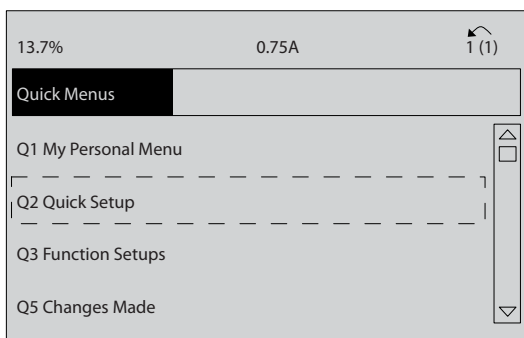 13.7% 0.75A 1 (1)
Quick Menus
Q1 My Personal Menu
Q2 Quick Setup
Q3 Function Setups
Q5 Changes Made